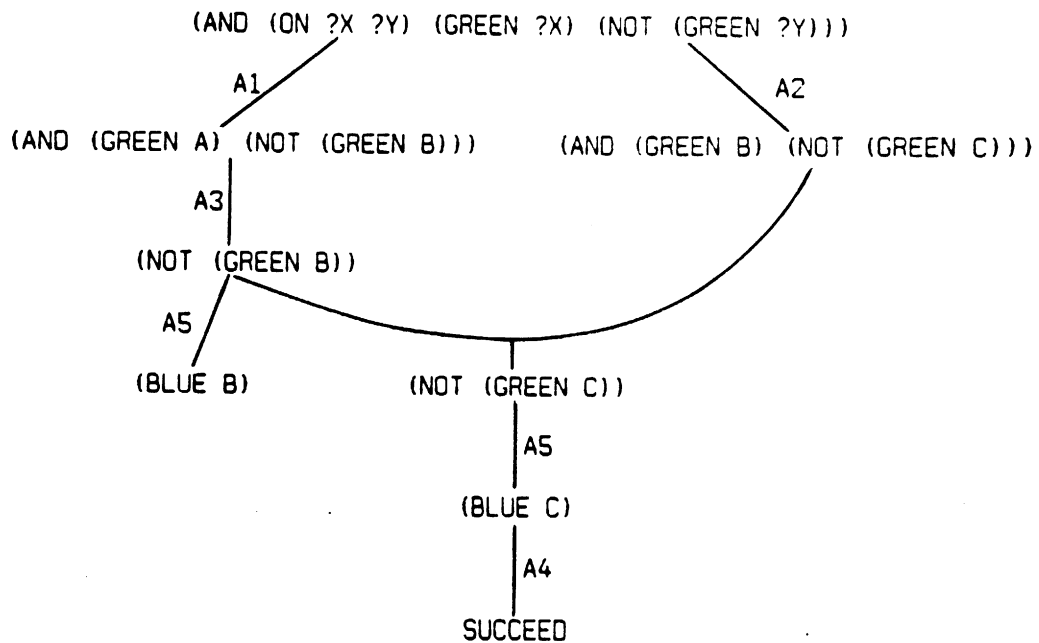 (AND (ON ?X ?Y) (GREEN ?X) (NOT (GREEN ?Y)))
A1
A2
(AND (GREEN A) (NOT (GREEN B))) (AND (GREEN B) (NOT (GREEN C)))
A3
(NOT (GREEN B))
A5
(BLUE B) (NOT (GREEN C))
A5
(BLUE C)
A4
SUCCEED